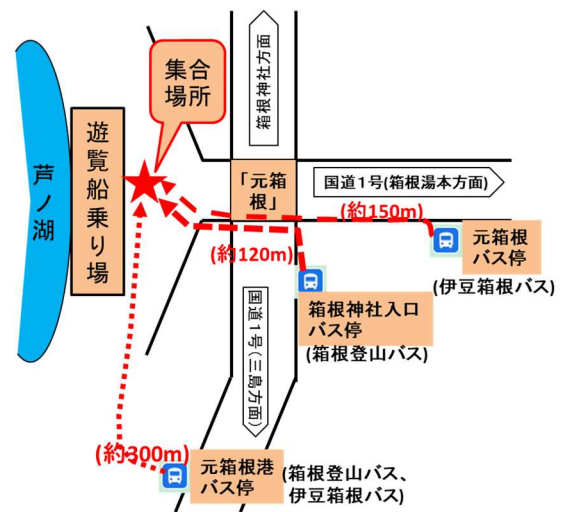 箱根神社方面
集合
場所
芦ノ湖
遊覧船乗り場
「元箱
根」
国道1号(箱根湯本方面)
(約150m)
元箱根
バス停
(伊豆箱根バス)
(約120m)
箱根神社入口
バス停
(箱根登山バス)
国道1号(三島方面)
(約300m)
元箱根港
バス停
(箱根登山バス、
伊豆箱根バス)